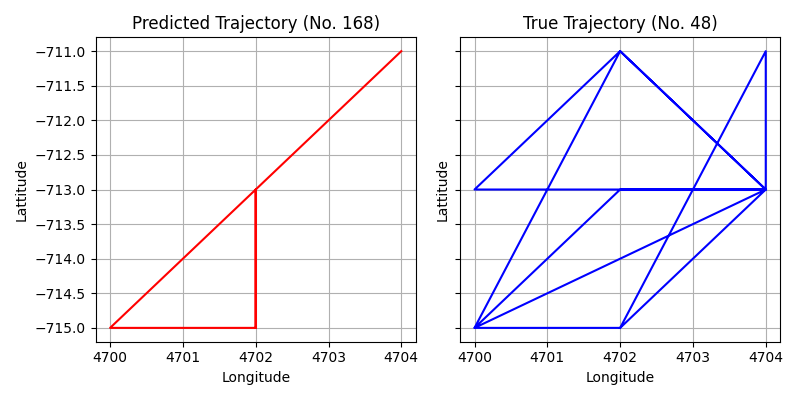 Predicted Trajectory (No. 168)
True Trajectory (No. 48)
Lattitude
−711.0
−711.5
−712.0
−712.5
−713.0
−713.5
−714.0
−714.5
−715.0
4700 4701 4702 4703 4704
Longitude
Lattitude
4700 4701 4702 4703 4704
Longitude